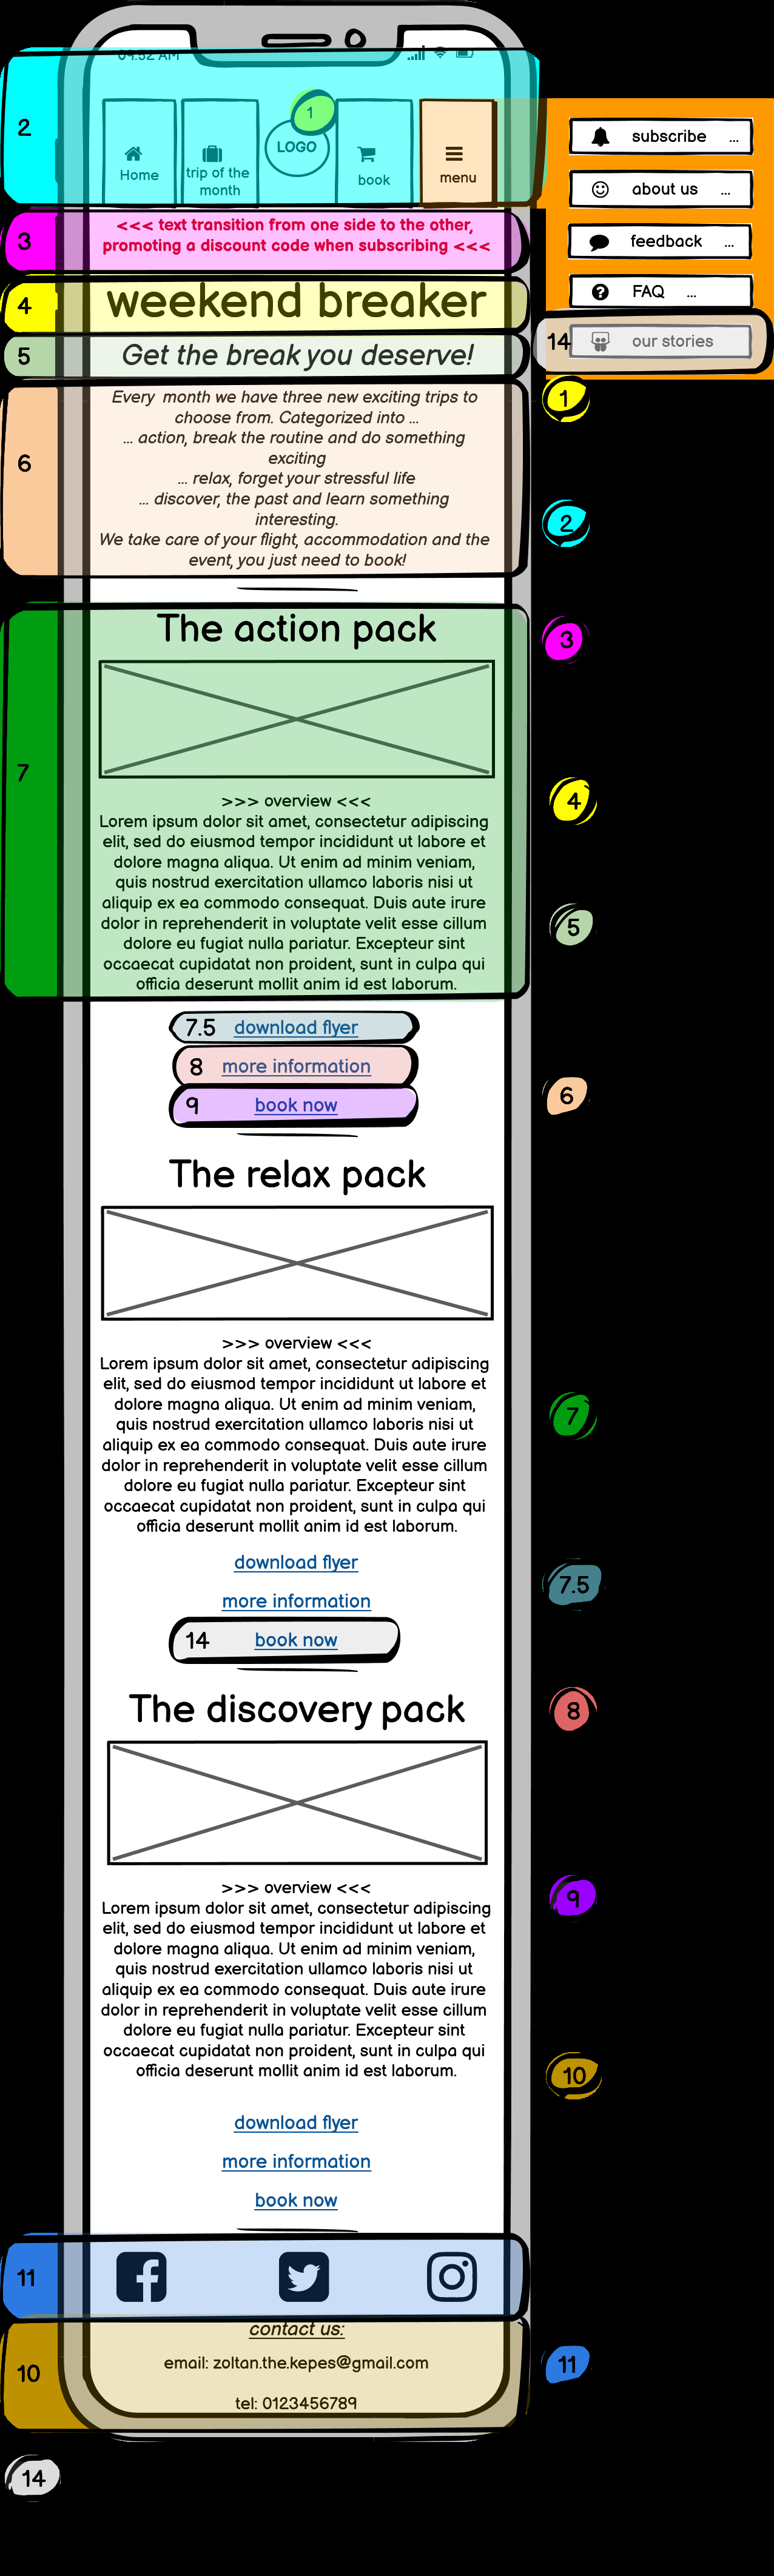 09:52 AM
2
1
Home
trip of the
month
LOGO
book
menu
subscribe ...
about us ...
feedback ...
FAQ ...
14 our stories
3
<<< text transition from one side to the other,
promoting a discount code when subscribing <<<
4
weekend breaker
5
Get the break you deserve!
6
Every month we have three new exciting trips to
choose from. Categorized into ...
... action, break the routine and do something
exciting
... relax, forget your stressful life
... discover, the past and learn something
interesting.
We take care of your flight, accommodation and the
event, you just need to book!
7
The action pack
>>> overview <<<
Lorem ipsum dolor sit amet, consectetur adipiscing
elit, sed do eiusmod tempor incididunt ut labore et
dolore magna aliqua. Ut enim ad minim veniam,
quis nostrud exercitation ullamco laboris nisi ut
aliquip ex ea commodo consequat. Duis aute irure
dolor in reprehenderit in voluptate velit esse cillum
dolore eu fugiat nulla pariatur. Excepteur sint
occaecat cupidatat non proident, sunt in culpa qui
officia deserunt mollit anim id est laborum.
7.5 download flyer
8 more information
9 book now
The relax pack
>>> overview <<<
Lorem ipsum dolor sit amet, consectetur adipiscing
elit, sed do eiusmod tempor incididunt ut labore et
dolore magna aliqua. Ut enim ad minim veniam,
quis nostrud exercitation ullamco laboris nisi ut
aliquip ex ea commodo consequat. Duis aute irure
dolor in reprehenderit in voluptate velit esse cillum
dolore eu fugiat nulla pariatur. Excepteur sint
occaecat cupidatat non proident, sunt in culpa qui
officia deserunt mollit anim id est laborum.
download flyer
more information
14 book now
The discovery pack
>>> overview <<<
Lorem ipsum dolor sit amet, consectetur adipiscing
elit, sed do eiusmod tempor incididunt ut labore et
dolore magna aliqua. Ut enim ad minim veniam,
quis nostrud exercitation ullamco laboris nisi ut
aliquip ex ea commodo consequat. Duis aute irure
dolor in reprehenderit in voluptate velit esse cillum
dolore eu fugiat nulla pariatur. Excepteur sint
occaecat cupidatat non proident, sunt in culpa qui
officia deserunt mollit anim id est laborum.
download flyer
more information
book now
11
10
contact us:
email: zoltan.the.kepes@gmail.com
tel: 0123456789
14
1
2
3
4
5
6
7
7.5
8
9
10
11